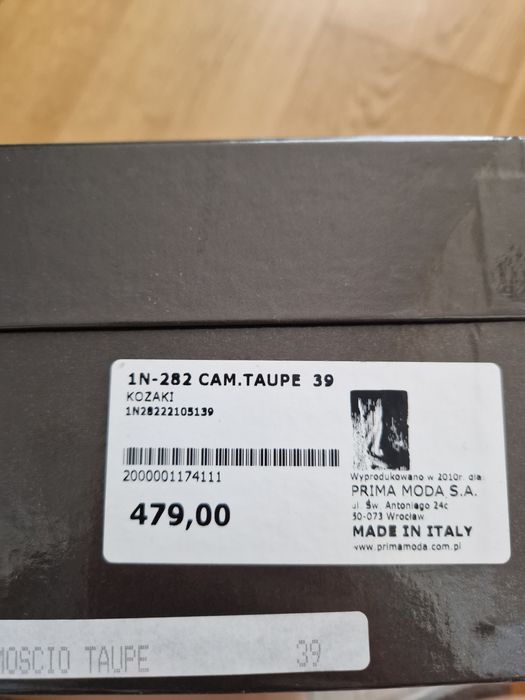 1N-282 CAM.TAUPE 39
KOZAKI
1N28222105139
2000001174111
479,00
Wyprodukowano w 2010r. dla:
PRIMA MODA S.A.
ul. Św. Antoniego 24c
50-073 Wrocław
MADE IN ITALY
www.primamoda.com.pl
TAUPE 39